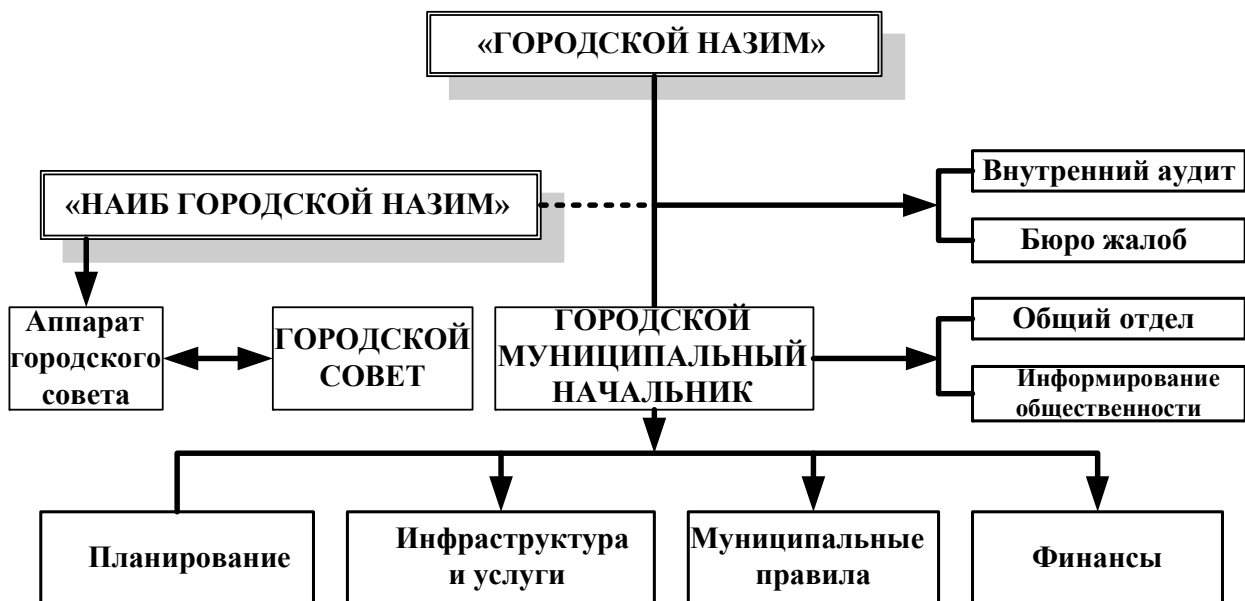 «ГОРОДСКОЙ НАЗИМ»
«НАИБ ГОРОДСКОЙ НАЗИМ»
Внутренний аудит
Бюро жалоб
Аппарат
городского
совета
ГОРОДСКОЙ
СОВЕТ
ГОРОДСКОЙ
МУНИЦИПАЛЬНЫЙ
НАЧАЛЬНИК
Общий отдел
Информирование
общественности
Планирование
Инфраструктура
и услуги
Муниципальные
правила
Финансы